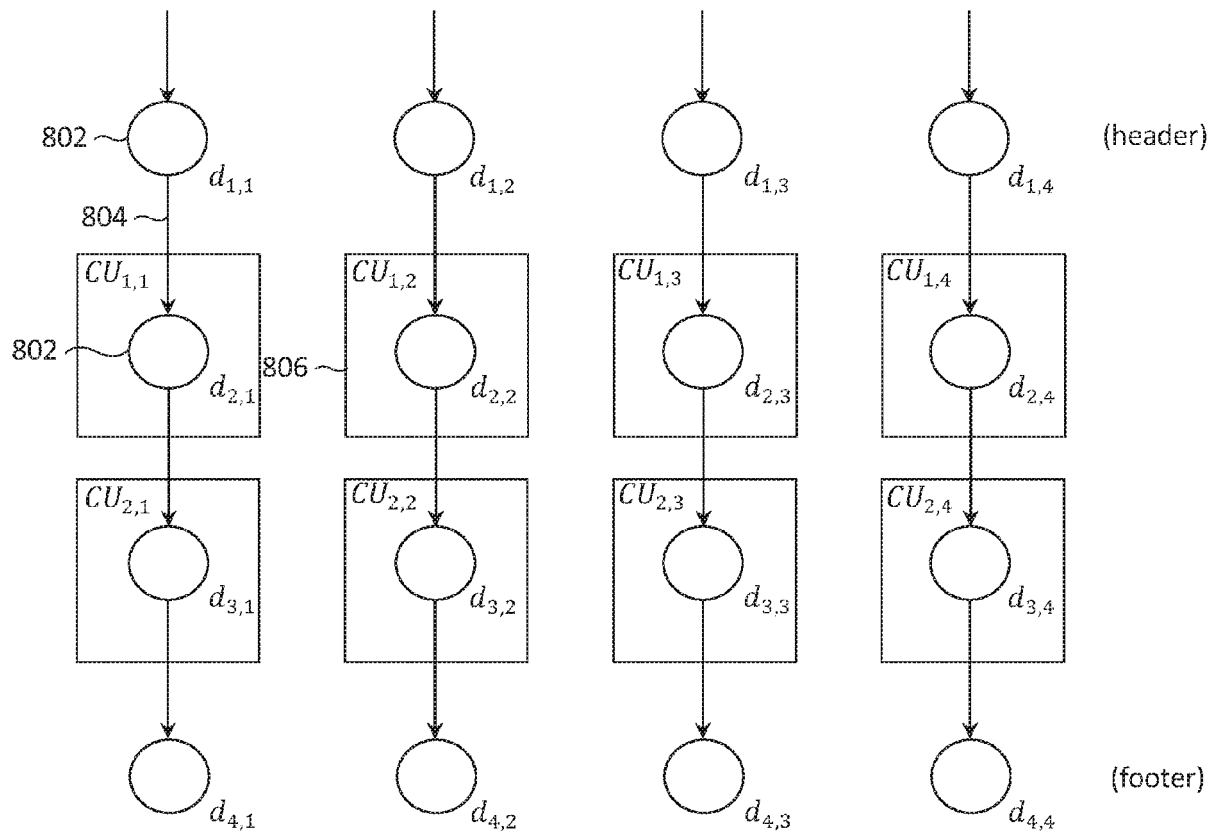 802 (header)
d1,1 d1,2 d1,3 d1,4
804
CU1,1 CU1,2 CU1,3 CU1,4
802 806
d2,1 d2,2 d2,3 d2,4
CU2,1 CU2,2 CU2,3 CU2,4
d3,1 d3,2 d3,3 d3,4
(footer)
d4,1 d4,2 d4,3 d4,4